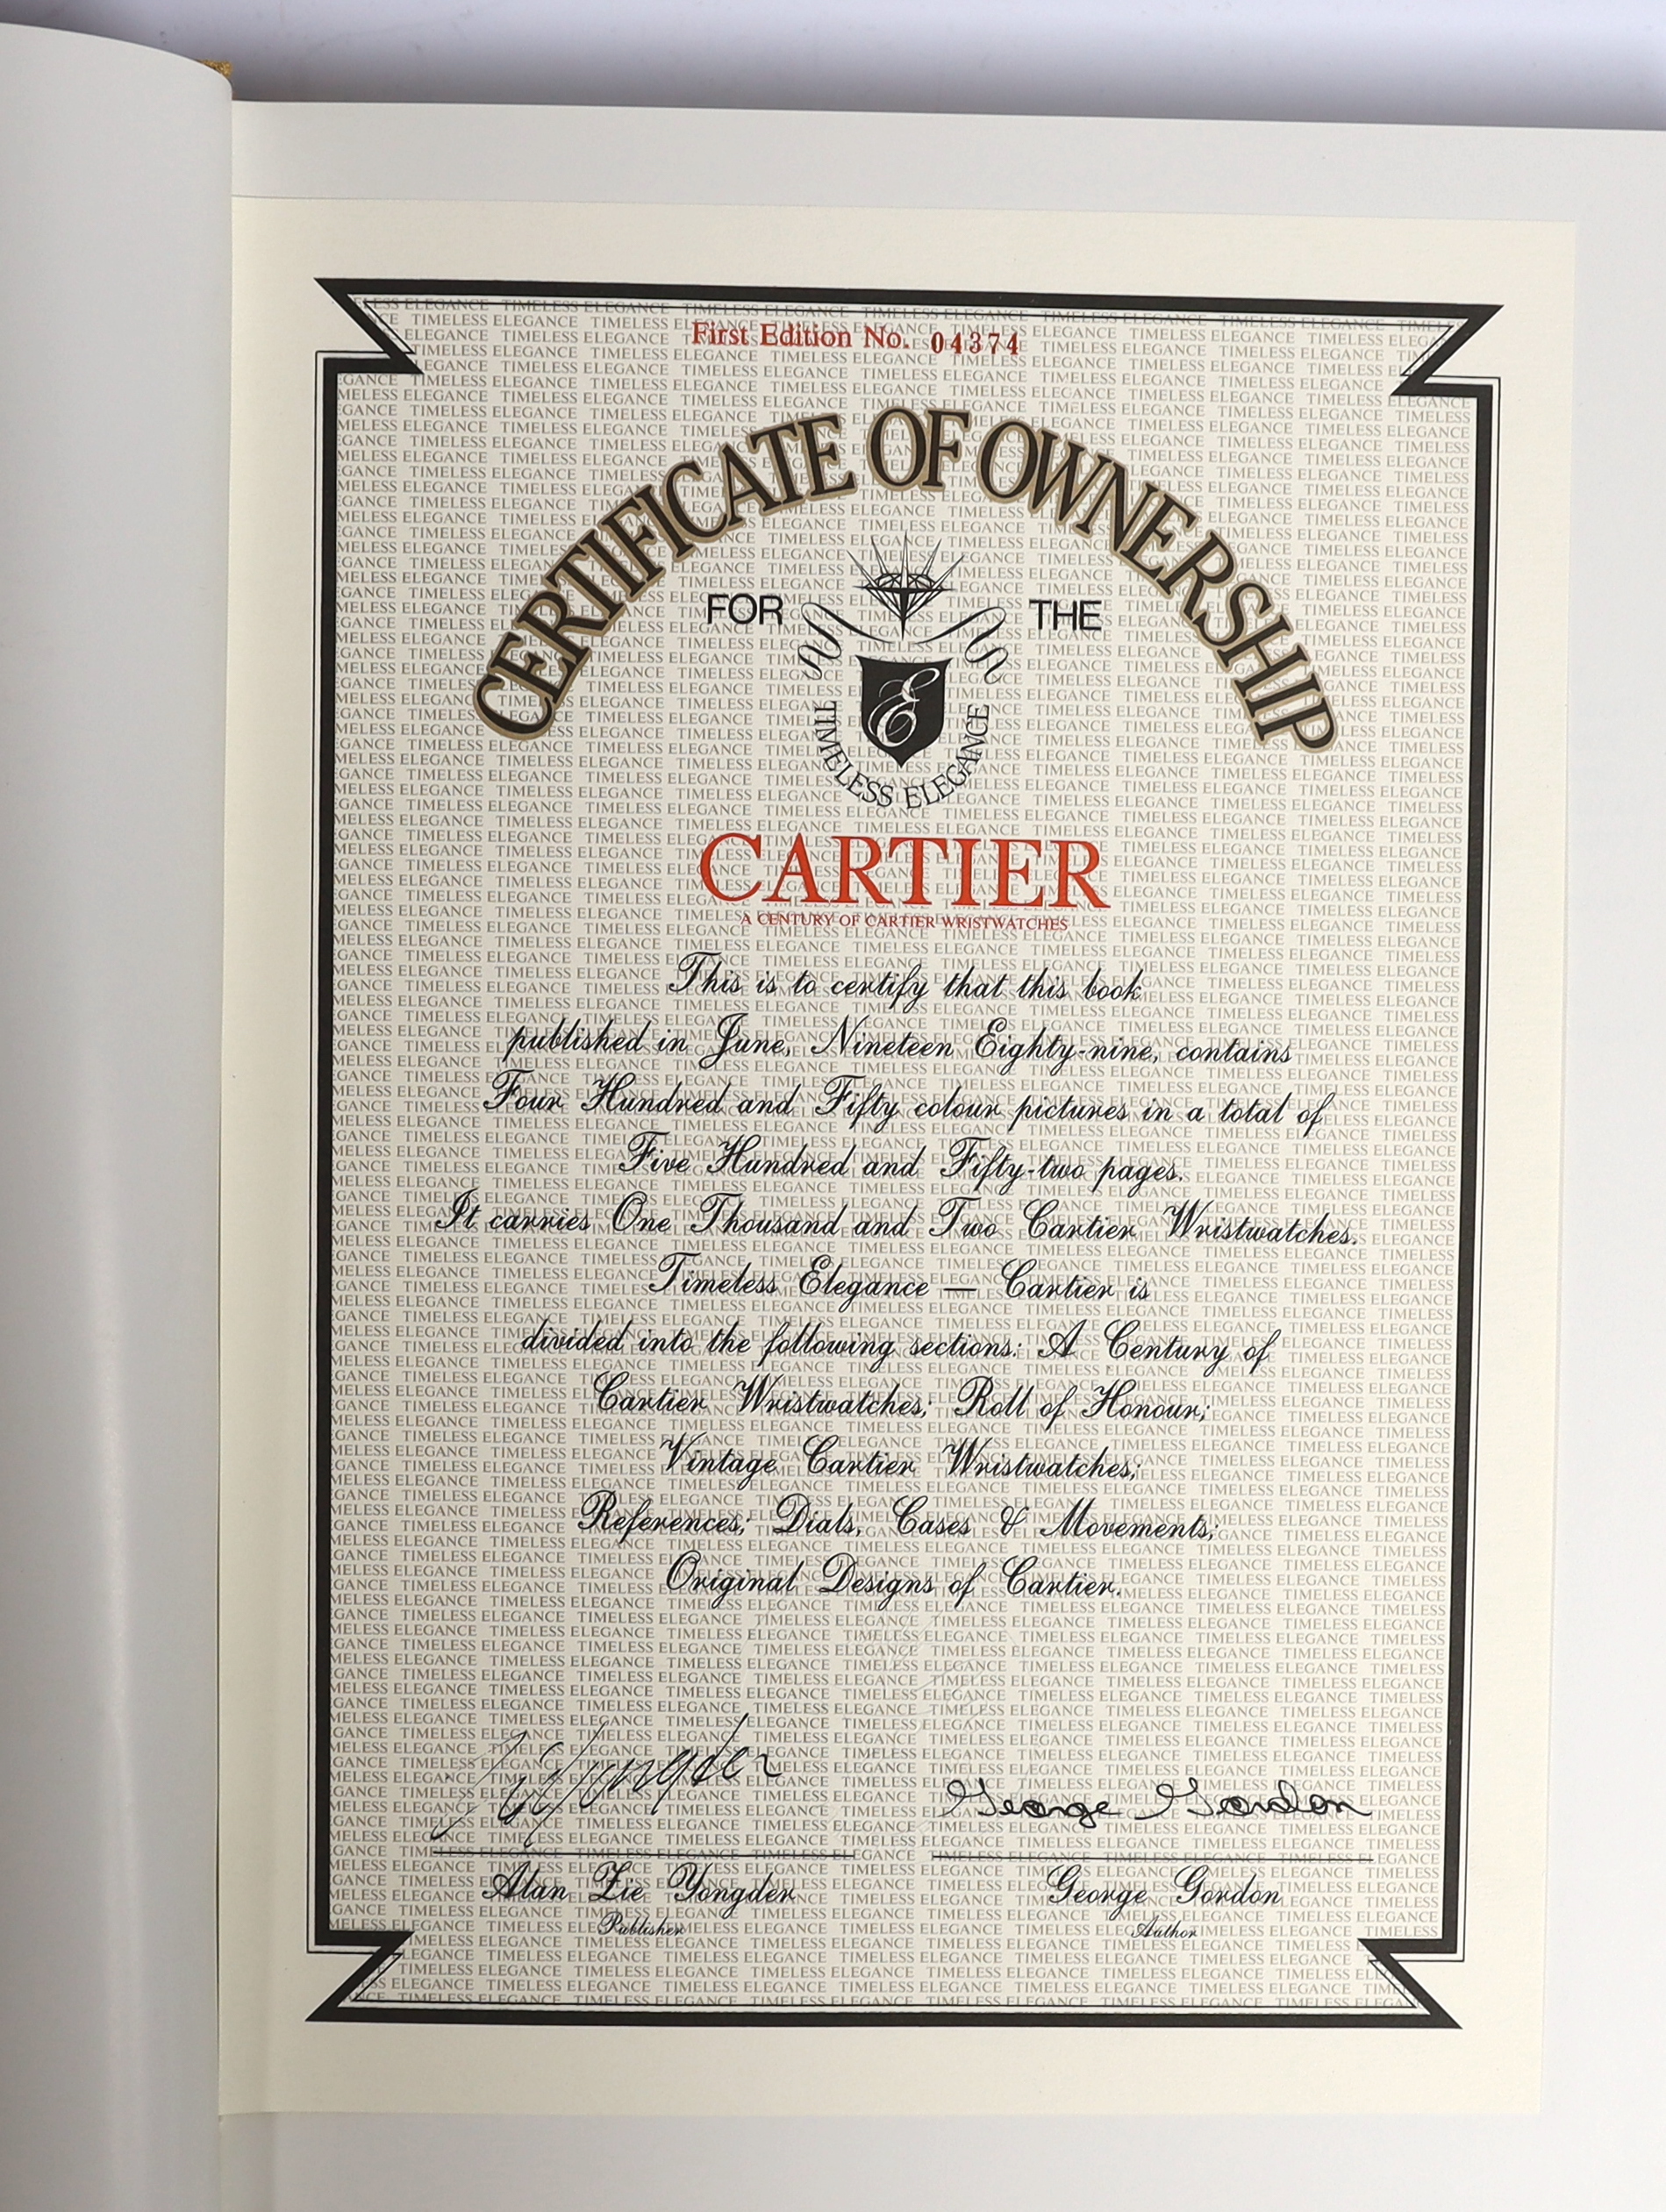 First Edition No. 04374
CERTIFICATE OF OWNERSHIP
FOR THE
E
TIMELESS ELEGANCE
CARTIER
A CENTURY OF CARTIER WRISTWATCHES
This is to certify that this book
published in June, Nineteen Eighty-nine, contains
Four Hundred and Fifty colour pictures in a total of
Five Hundred and Fifty-two pages.
It carries One Thousand and Two Cartier Wristwatches.
Timeless Elegance — Cartier is
divided into the following sections: A Century of
Cartier Wristwatches; Roll of Honour;
Vintage Cartier Wristwatches;
References; Dials, Cases & Movements;
Original Designs of Cartier.
George Gordon
Alan Zie Yongder George Gordon
Publisher Author